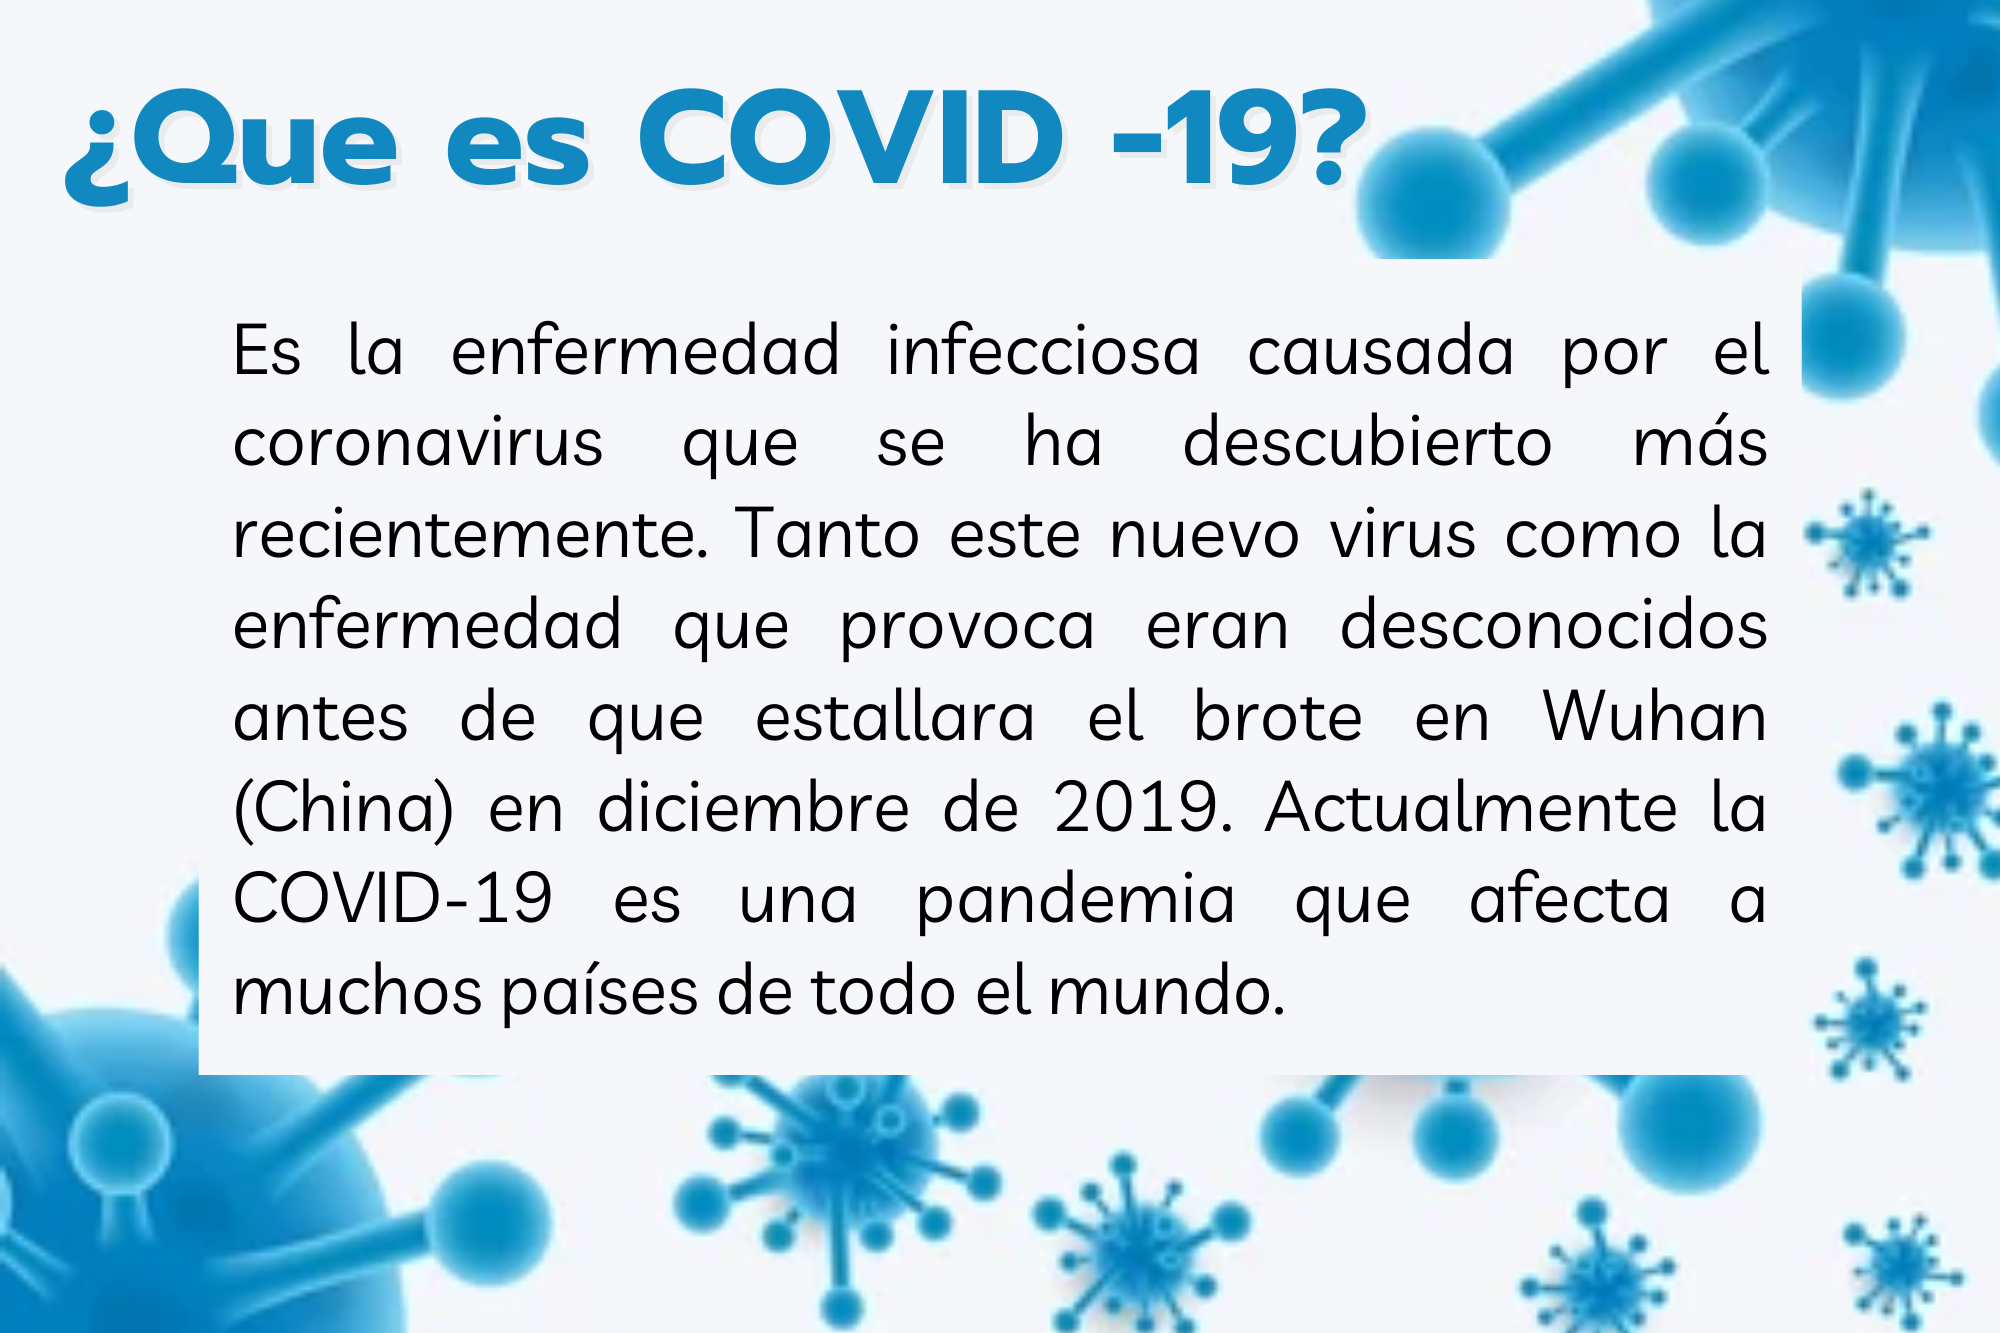 ¿Que es COVID -19?
Es la enfermedad infecciosa causada por el
coronavirus que se ha descubierto más
recientemente. Tanto este nuevo virus como la
enfermedad que provoca eran desconocidos
antes de que estallara el brote en Wuhan
(China) en diciembre de 2019. Actualmente la
COVID-19 es una pandemia que afecta a
muchos países de todo el mundo.